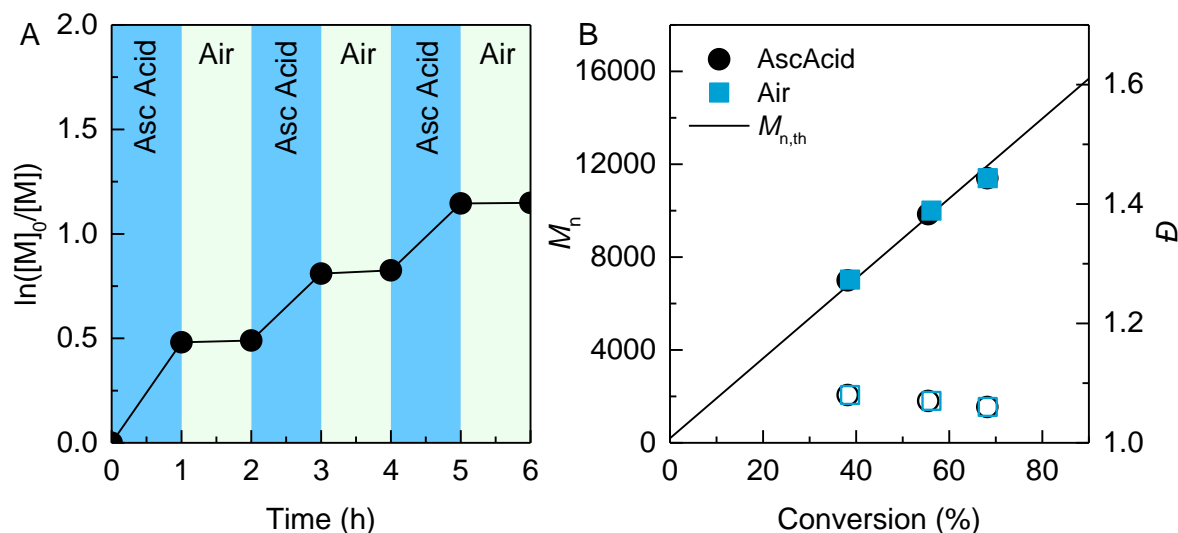 A
Asc Acid
Air
Asc Acid
Air
Asc Acid
Air
2.0
1.5
1.0
0.5
0.0
ln([M]0/[M])
0 1 2 3 4 5 6
Time (h)
B
AscAcid
Air
Mn,th
16000
12000
8000
4000
0
Mn
1.6
1.4
1.2
1.0
Đ
0 20 40 60 80
Conversion (%)